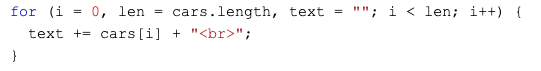 for (i = 0, len = cars.length, text = ""; i < len; i++) {
  text += cars[i] + "<br>";
}